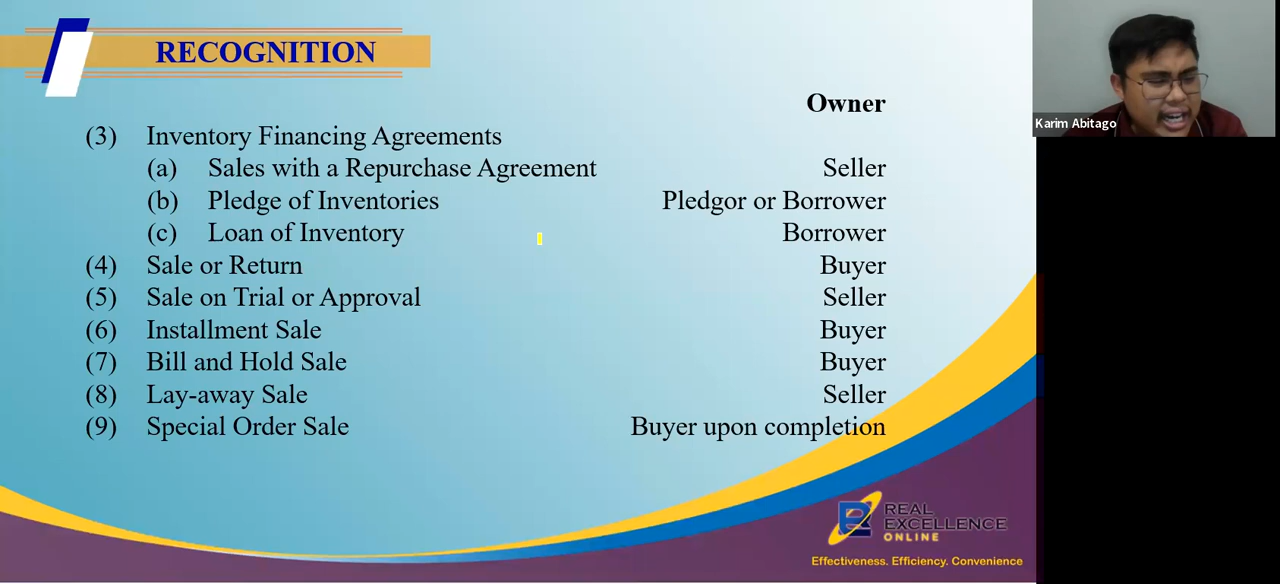 RECOGNITION
Owner
(3) Inventory Financing Agreements
(a) Sales with a Repurchase Agreement Seller
(b) Pledge of Inventories Pledgor or Borrower
(c) Loan of Inventory Borrower
(4) Sale or Return Buyer
(5) Sale on Trial or Approval Seller
(6) Installment Sale Buyer
(7) Bill and Hold Sale Buyer
(8) Lay-away Sale Seller
(9) Special Order Sale Buyer upon completion
Karim Abitago
REAL
EXCELLENCE
ONLINE
Effectiveness. Efficiency. Convenience